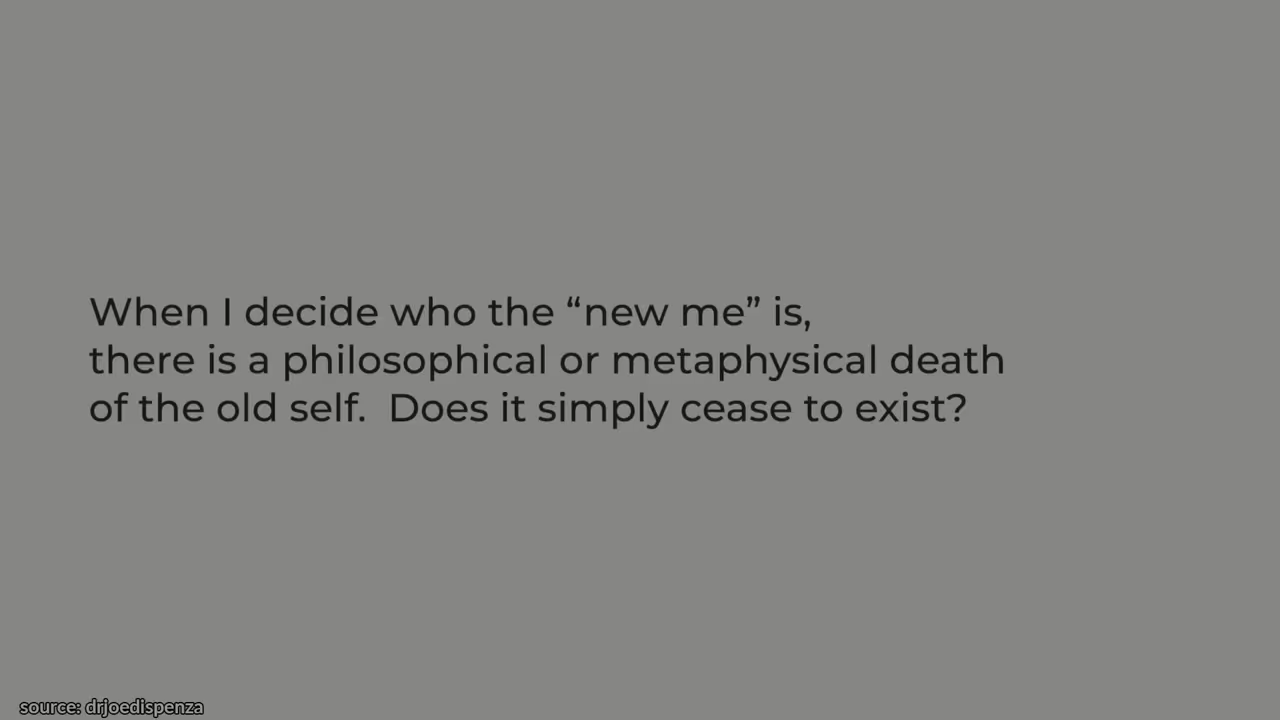 When I decide who the “new me” is,
there is a philosophical or metaphysical death
of the old self.  Does it simply cease to exist?
source: drjoedispenza